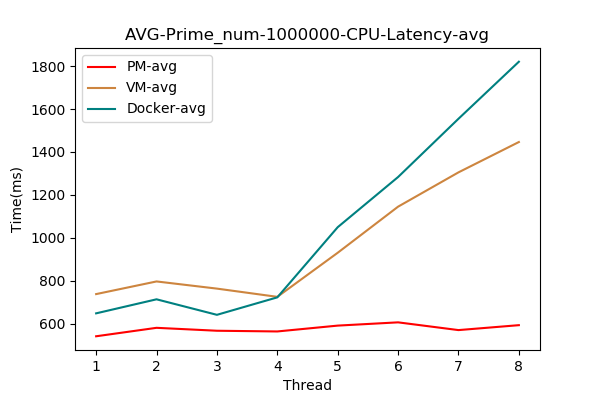 AVG-Prime_num-1000000-CPU-Latency-avg
PM-avg
VM-avg
Docker-avg
Time(ms)
1800
1600
1400
1200
1000
800
600
1 2 3 4 5 6 7 8
Thread